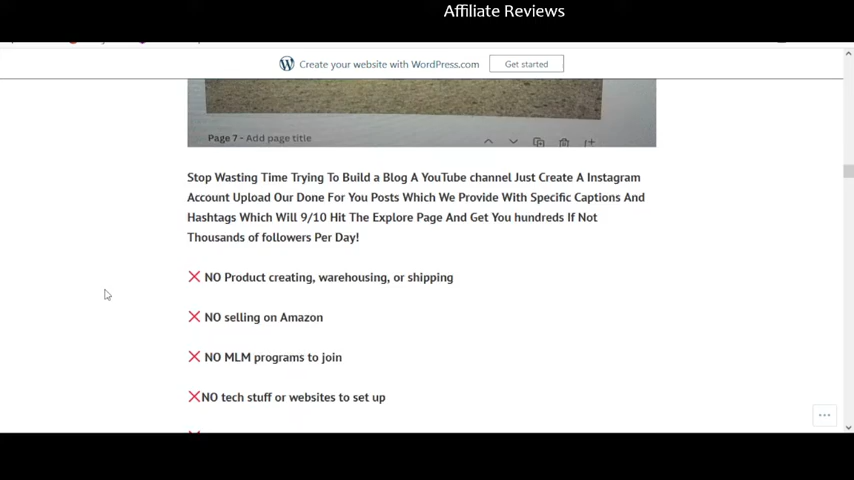 Affiliate Reviews
Create your website with WordPress.com
Get started
Page 7 - Add page title
Stop Wasting Time Trying To Build a Blog A YouTube channel Just Create A Instagram
Account Upload Our Done For You Posts Which We Provide With Specific Captions And
Hashtags Which Will 9/10 Hit The Explore Page And Get You hundreds If Not
Thousands of followers Per Day!
❌ NO Product creating, warehousing, or shipping
❌ NO selling on Amazon
❌ NO MLM programs to join
❌NO tech stuff or websites to set up